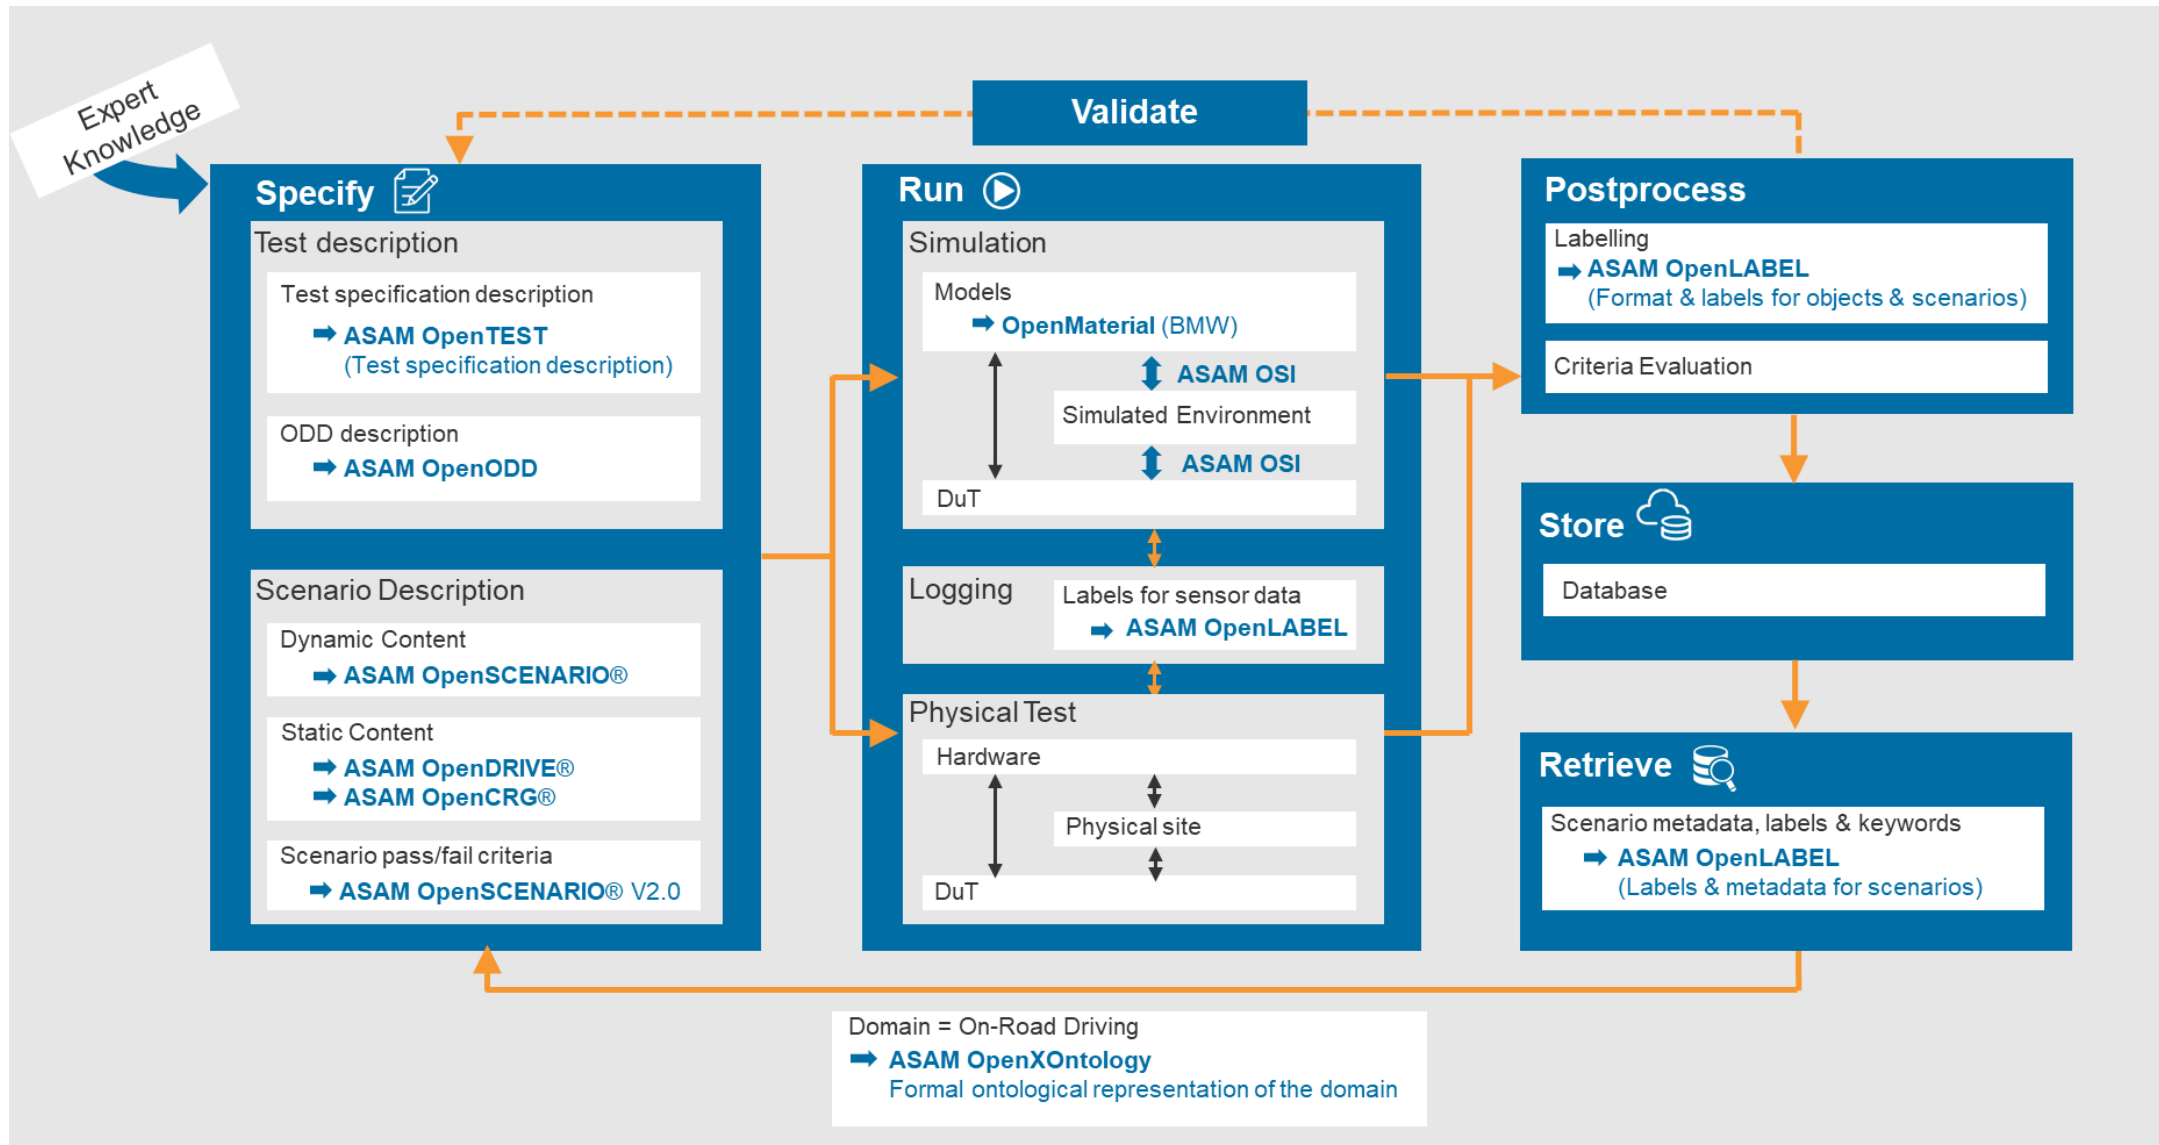 Expert
Knowledge
Validate
Specify
Test description
Test specification description
ASAM OpenTEST
(Test specification description)
ODD description
ASAM OpenODD
Scenario Description
Dynamic Content
ASAM OpenSCENARIO®
Static Content
ASAM OpenDRIVE®
ASAM OpenCRG®
Scenario pass/fail criteria
ASAM OpenSCENARIO® V2.0
Run
Simulation
Models
OpenMaterial (BMW)
ASAM OSI
Simulated Environment
ASAM OSI
DuT
Logging
Labels for sensor data
ASAM OpenLABEL
Physical Test
Hardware
Physical site
DuT
Postprocess
Labelling
ASAM OpenLABEL
(Format & labels for objects & scenarios)
Criteria Evaluation
Store
Database
Retrieve
Scenario metadata, labels & keywords
ASAM OpenLABEL
(Labels & metadata for scenarios)
Domain = On-Road Driving
ASAM OpenXOntology
Formal ontological representation of the domain